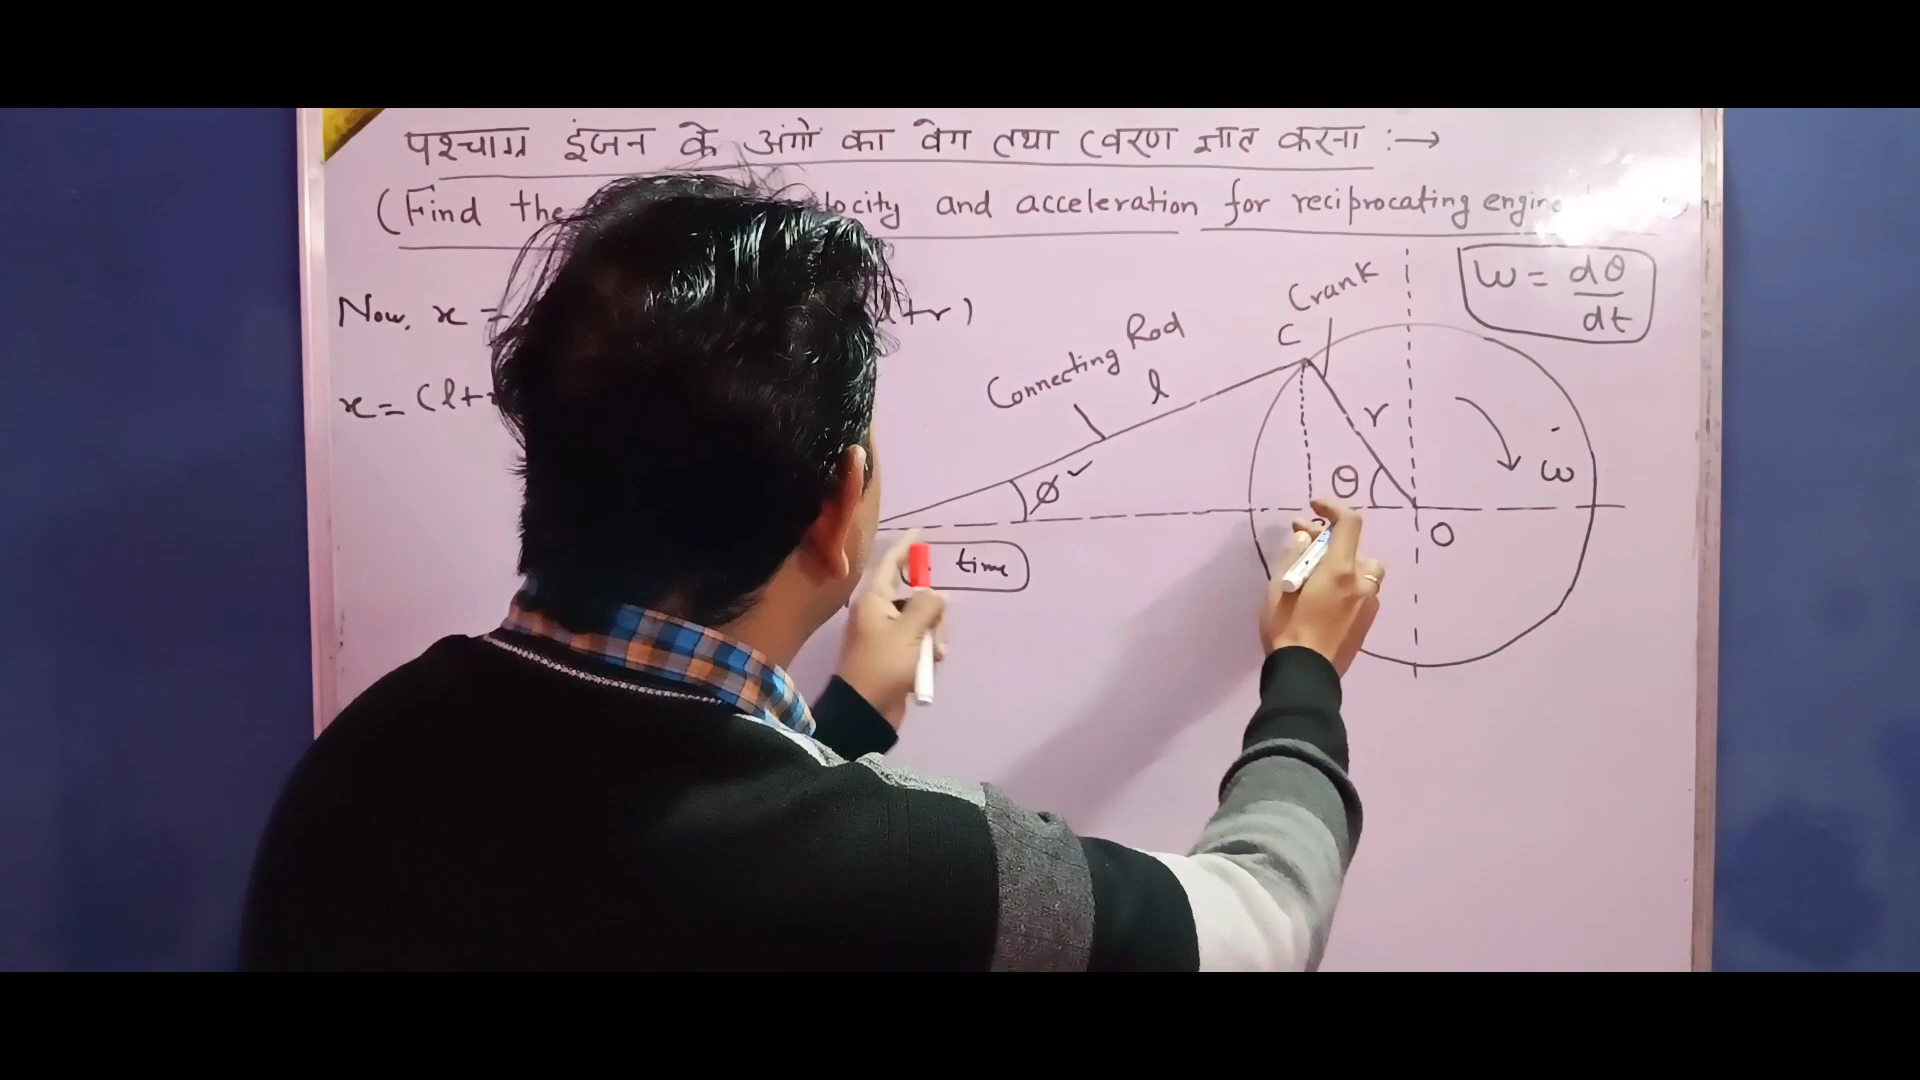 पश्चाग्र इंजन के अंगो का वेग तथा त्वरण ज्ञात करना :→
(Find the locity and acceleration for reciprocating engine
ω = dθ
dt
Now, x = l+r)
x = (l+
Crank
C
Connecting Rod
l
r
θ
φ ✓
ω
O
time